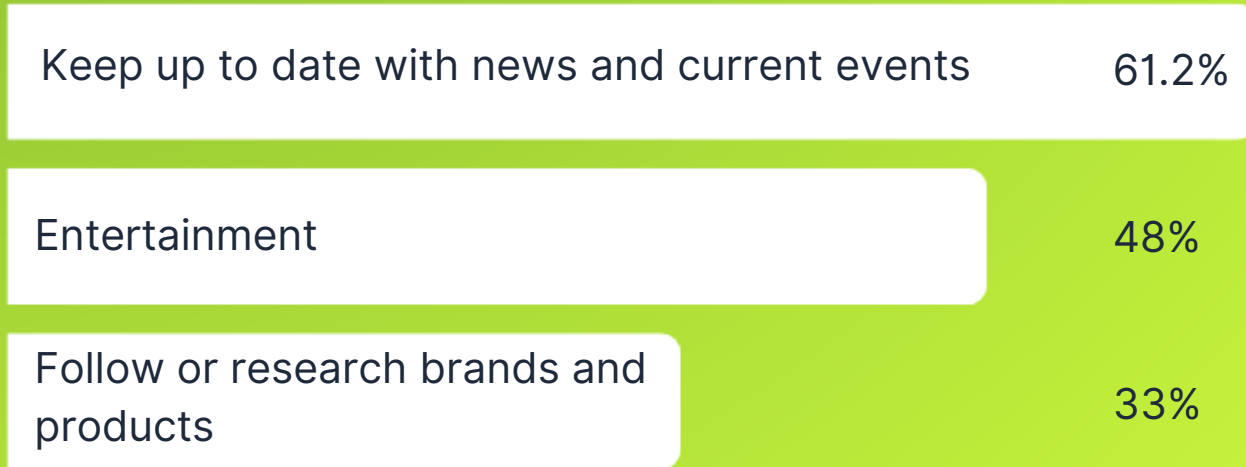 Keep up to date with news and current events 61.2%
Entertainment 48%
Follow or research brands and
products
33%